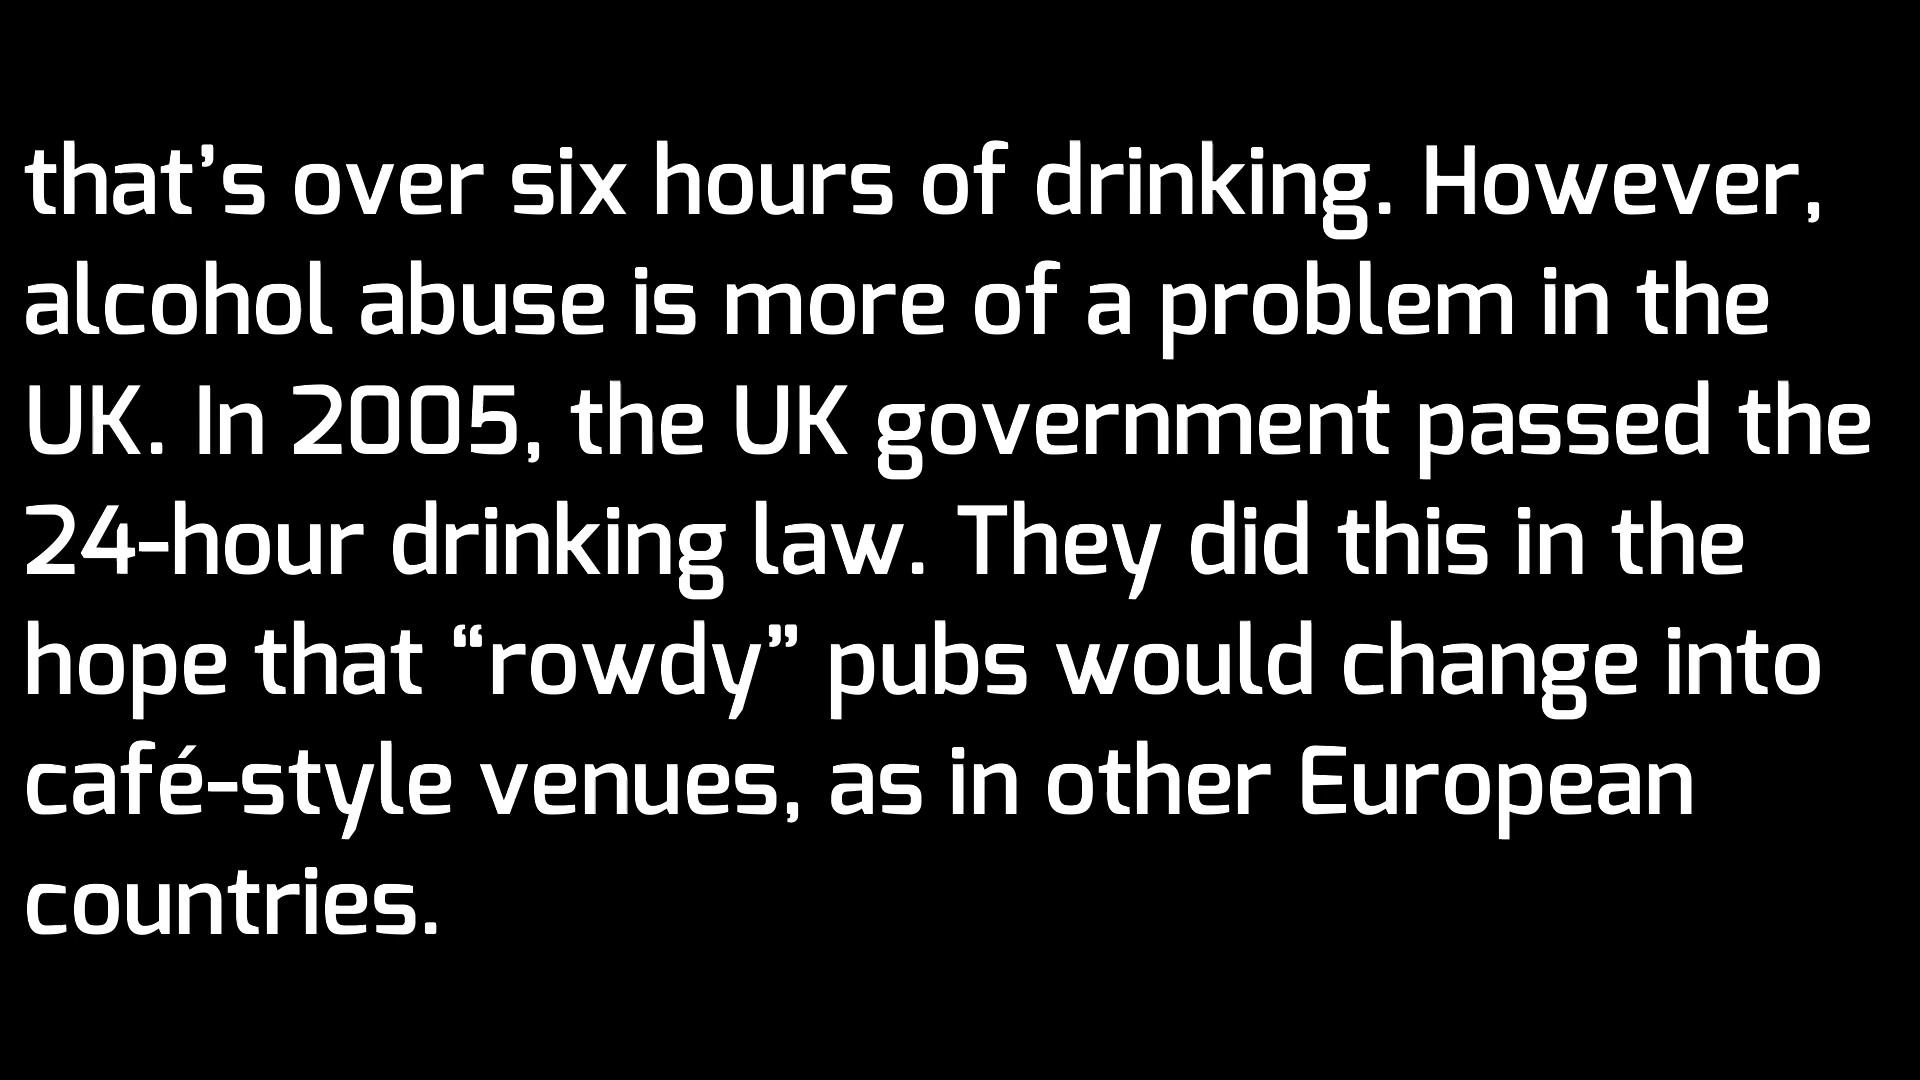 that’s over six hours of drinking. However,
alcohol abuse is more of a problem in the
UK. In 2005, the UK government passed the
24-hour drinking law. They did this in the
hope that “rowdy” pubs would change into
café-style venues, as in other European
countries.